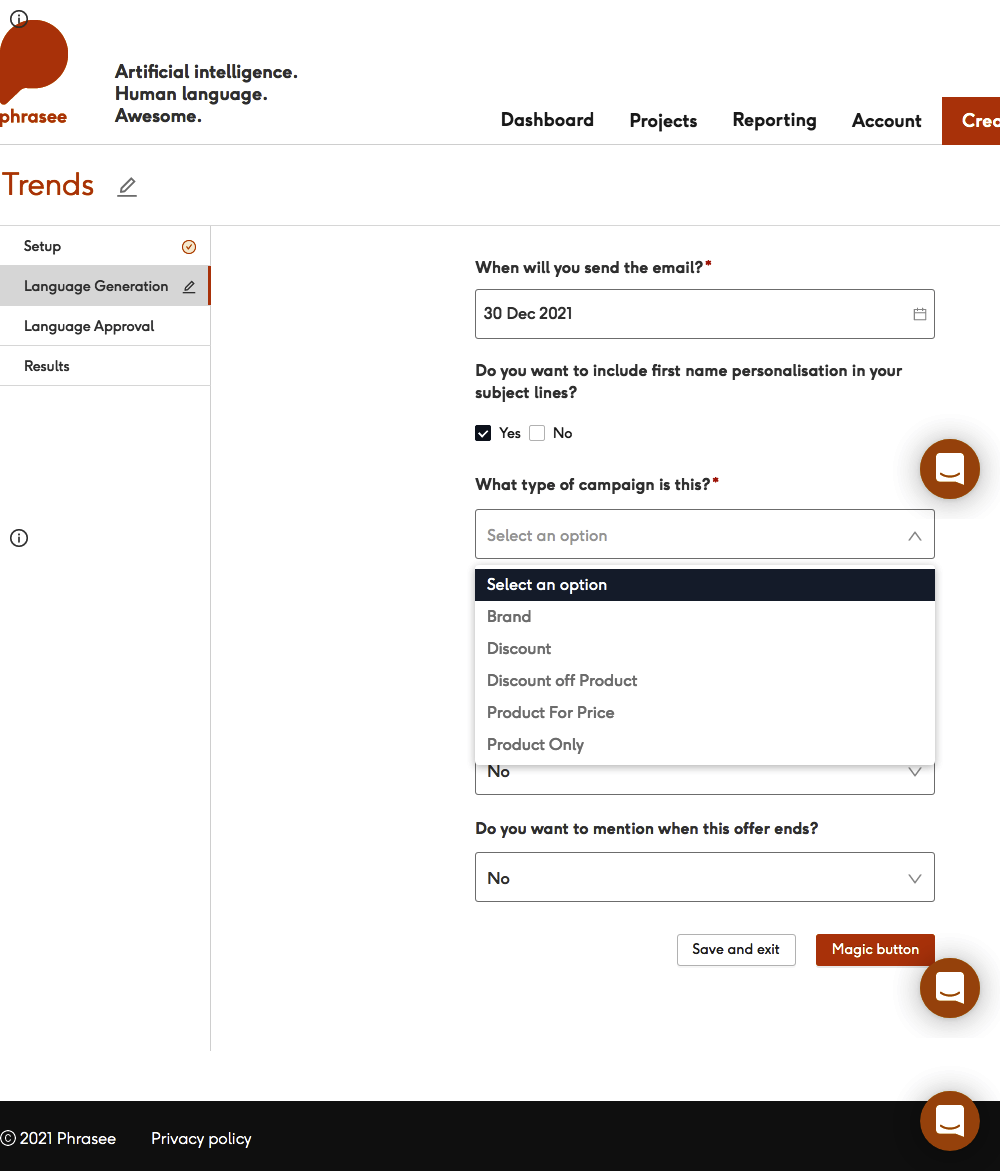 Artificial intelligence.
Human language.
Awesome.
phrasee
Dashboard Projects Reporting Account
Trends
Setup
Language Generation
Language Approval
Results
When will you send the email?*
30 Dec 2021
Do you want to include first name personalisation in your
subject lines?
Yes No
What type of campaign is this?*
Select an option
Select an option
Brand
Discount
Discount off Product
Product For Price
Product Only
No
Do you want to mention when this offer ends?
No
Save and exit Magic button
© 2021 Phrasee Privacy policy